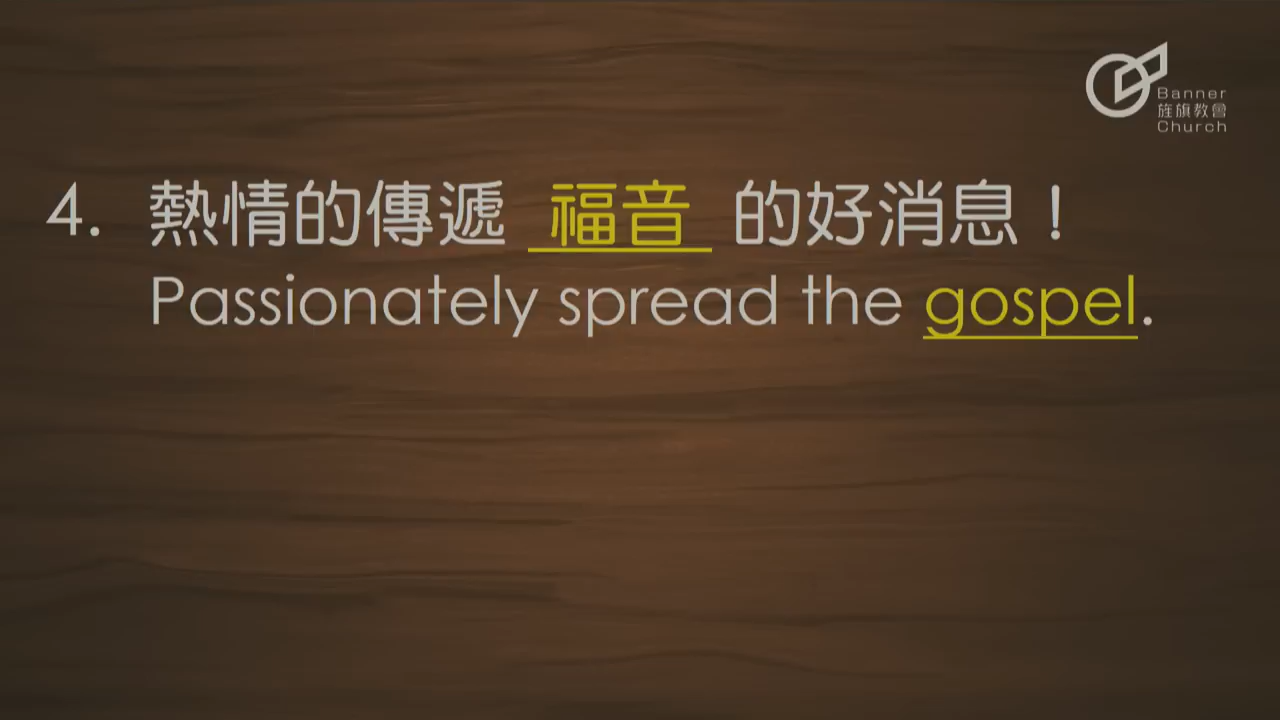 Banner
旌旗教會
Church
4. 熱情的傳遞 福音 的好消息！
Passionately spread the gospel.